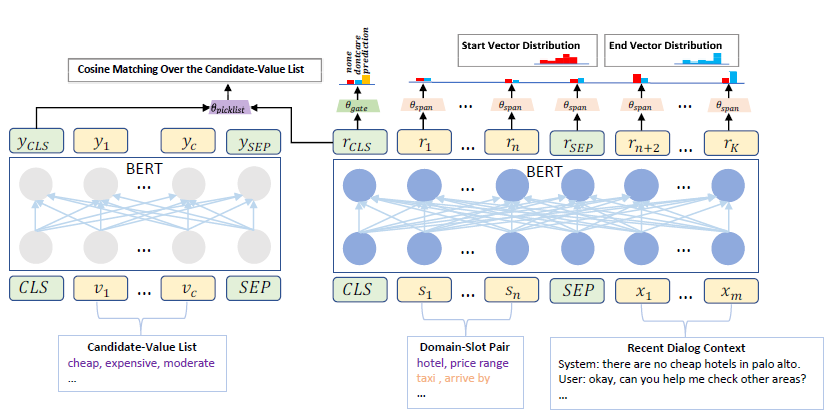 Cosine Matching Over the Candidate-Value List
none
dontcare
prediction
Start Vector Distribution
End Vector Distribution
θpicklist
θgate
θspan
...
θspan
θspan
θspan
...
θspan
yCLS
y1
yc
ySEP
rCLS
r1
...
rn
rSEP
rn+2
...
rK
BERT
...
...
BERT
...
...
...
...
CLS
v1
...
vc
SEP
CLS
s1
...
sn
SEP
x1
...
xm
Candidate-Value List
cheap, expensive, moderate
...
Domain-Slot Pair
hotel, price range
taxi , arrive by
...
Recent Dialog Context
System: there are no cheap hotels in palo alto.
User: okay, can you help me check other areas?
...